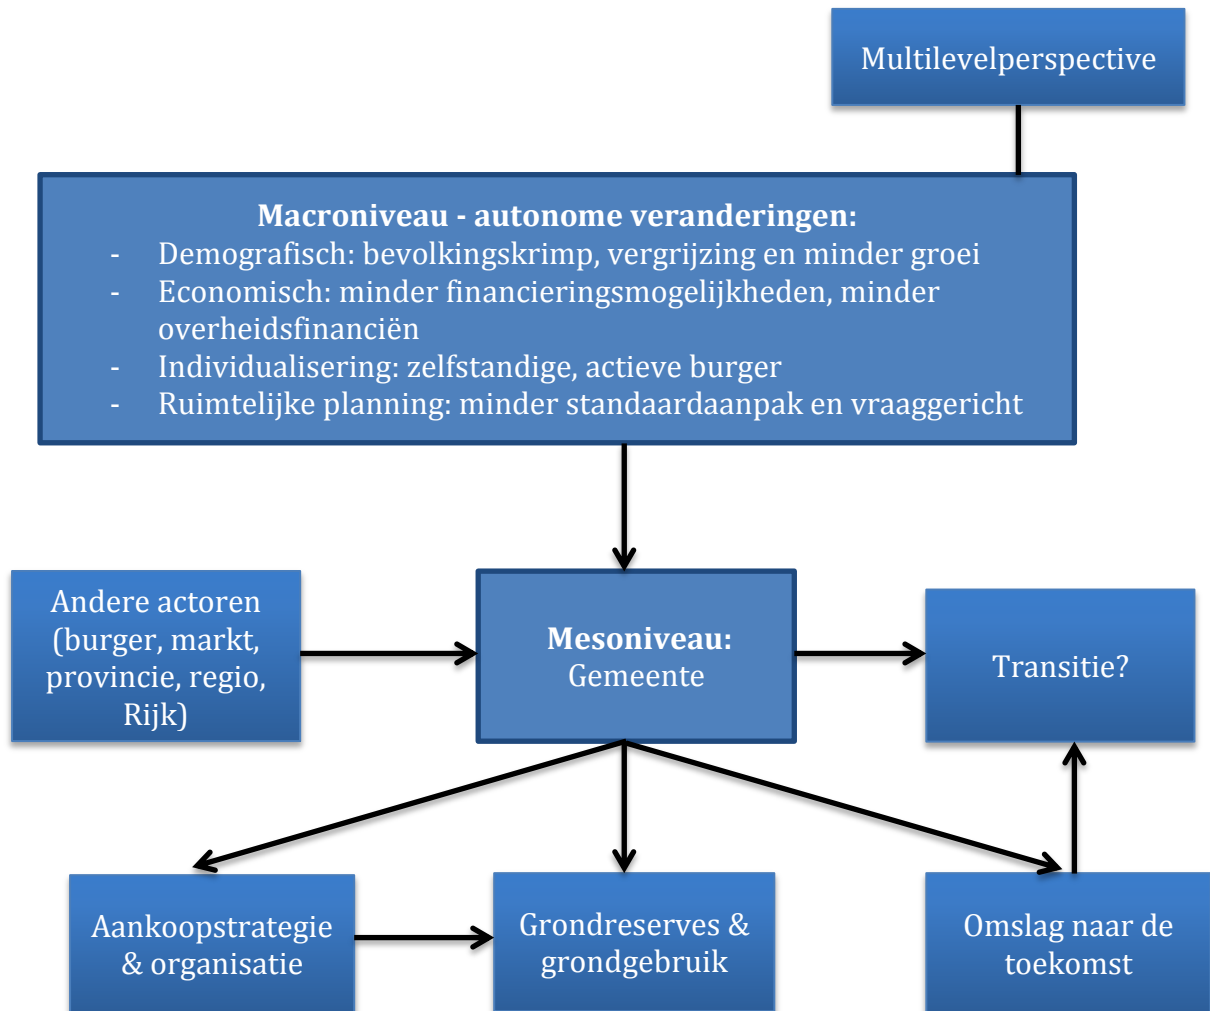 Multilevelperspective
Macroniveau - autonome veranderingen:
- Demografisch: bevolkingskrimp, vergrijzing en minder groei
- Economisch: minder financieringsmogelijkheden, minder
overheidsfinanciën
- Individualisering: zelfstandige, actieve burger
- Ruimtelijke planning: minder standaardaanpak en vraaggericht
Andere actoren
(burger, markt,
provincie, regio,
Rijk)
Mesoniveau:
Gemeente
Transitie?
Aankoopstrategie
& organisatie
Grondreserves &
grondgebruik
Omslag naar de
toekomst